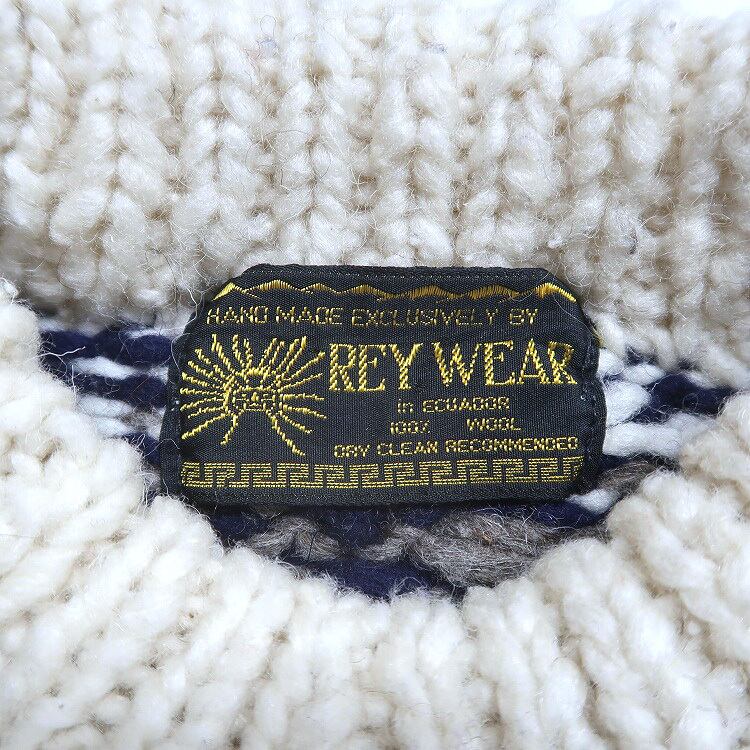 HAND MADE EXCLUSIVELY BY
REY WEAR
in ECUADOR
100% WOOL
DRY CLEAN RECOMMENDED